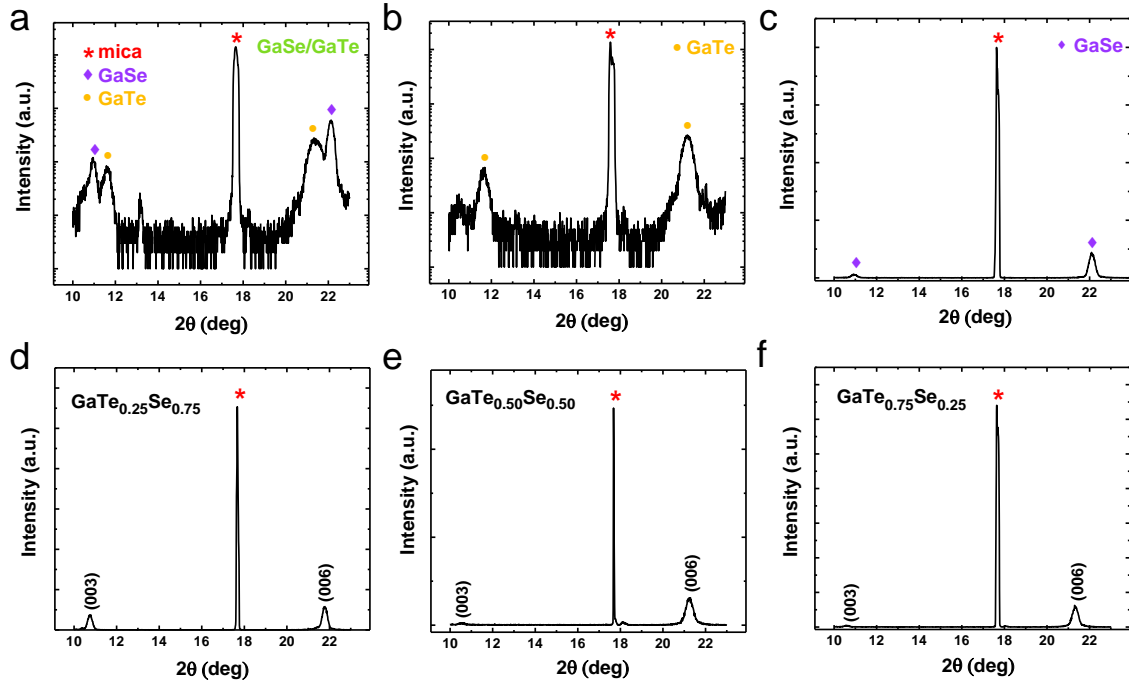 a
* mica
GaSe/GaTe
GaSe
GaTe
*
Intensity (a.u.)
10 12 14 16 18 20 22
2θ (deg)
b
*
GaTe
Intensity (a.u.)
10 12 14 16 18 20 22
2θ (deg)
c
*
GaSe
Intensity (a.u.)
10 12 14 16 18 20 22
2θ (deg)
d
GaTe0.25Se0.75
*
(003)
(006)
Intensity (a.u.)
10 12 14 16 18 20 22
2θ (deg)
e
GaTe0.50Se0.50
*
(003)
(006)
Intensity (a.u.)
10 12 14 16 18 20 22
2θ (deg)
f
GaTe0.75Se0.25
*
(003)
(006)
Intensity (a.u.)
10 12 14 16 18 20 22
2θ (deg)